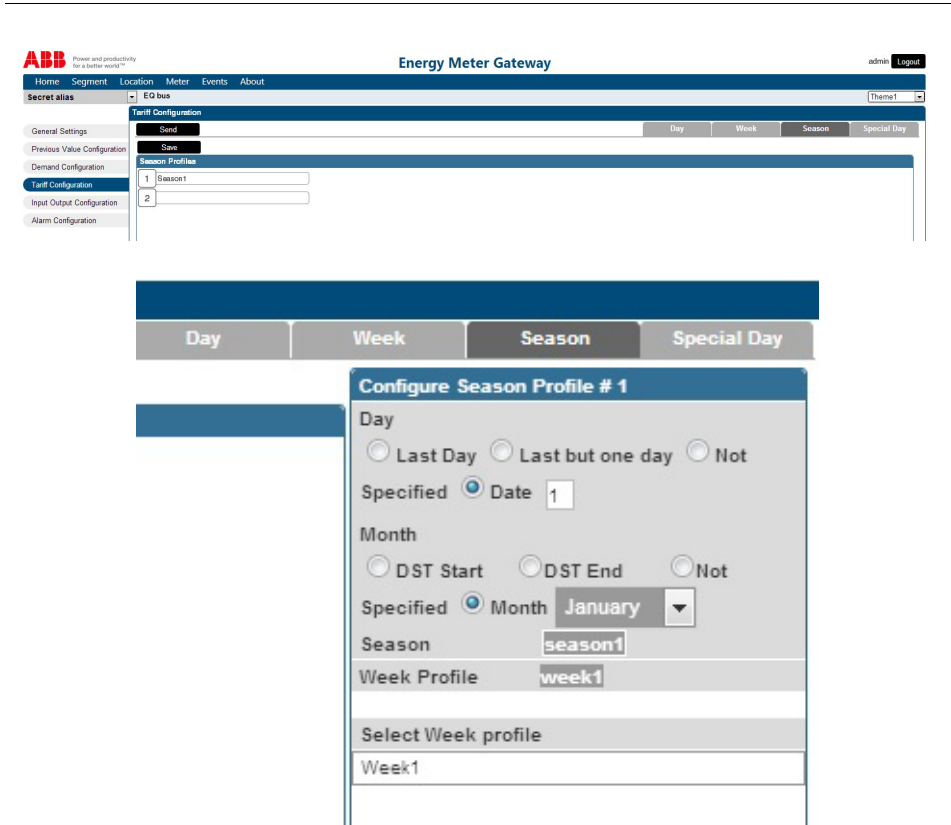 ABB Power and productivity for a better world™
Energy Meter Gateway
admin Logout
Home Segment Location Meter Events About
Secret alias EQ bus Theme1
Tariff Configuration
General Settings Send Day Week Season Special Day
Previous Value Configuration Save
Season Profiles
Demand Configuration
1 Season1
Tariff Configuration
2
Input Output Configuration
Alarm Configuration
Day Week Season Special Day
Configure Season Profile # 1
Day
Last Day Last but one day Not
Specified Date 1
Month
DST Start DST End Not
Specified Month January
Season season1
Week Profile week1
Select Week profile
Week1